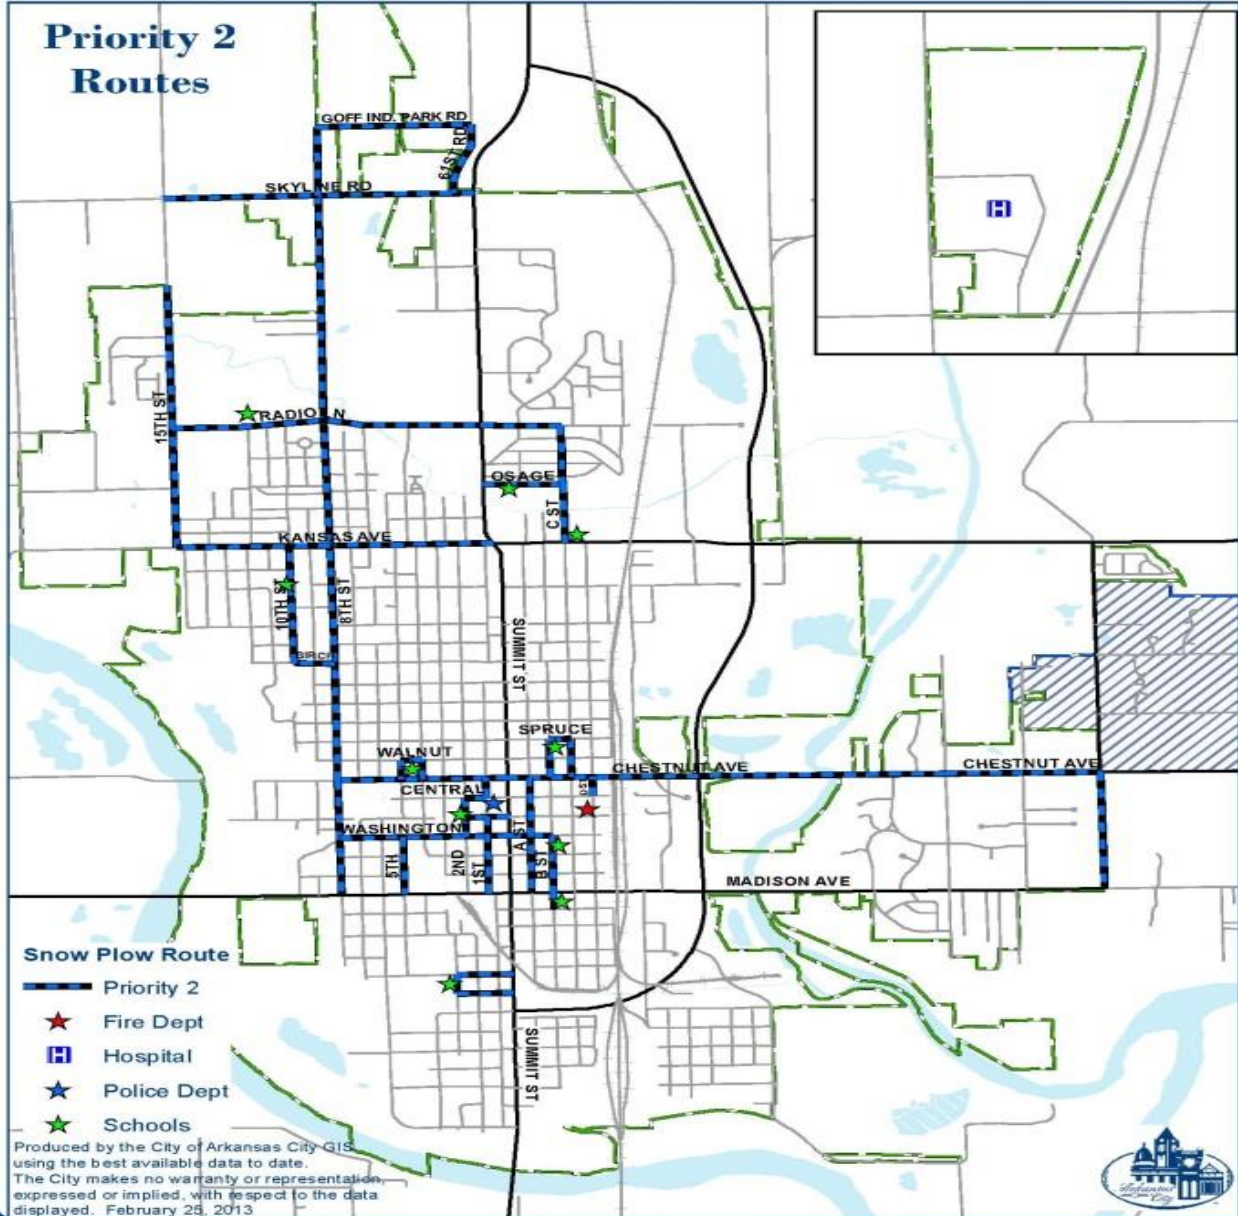 Priority 2
Routes
GOFF IND. PARK RD
61ST RD
SKYLINE RD
H
15TH ST
RADIO LN
OSAGE
C ST
KANSAS AVE
10TH ST
8TH ST
BIRCH
SUMMIT ST
SPRUCE
WALNUT
CHESTNUT AVE
CHESTNUT AVE
CENTRAL
D ST
WASHINGTON
A ST
5TH
2ND
1ST
B ST
MADISON AVE
SUMMIT ST
Snow Plow Route
Priority 2
Fire Dept
H Hospital
Police Dept
Schools
Produced by the City of Arkansas City GIS
using the best available data to date.
The City makes no warranty or representation,
expressed or implied, with respect to the data
displayed. February 25, 2013
Arkansas
City